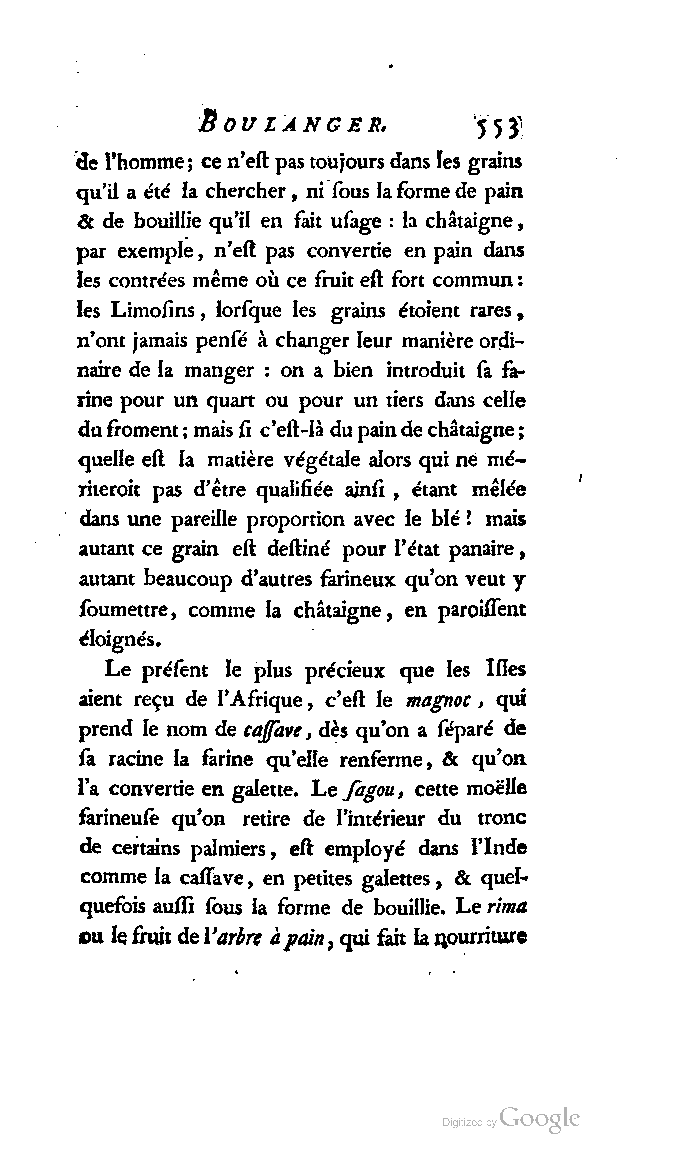 BOULANGER. 553
de l'homme; ce n'eſt pas toujours dans les grains
qu'il a été la chercher, ni ſous la forme de pain
& de bouillie qu'il en fait uſage : la châtaigne,
par exemple, n'eſt pas convertie en pain dans
les contrées même où ce fruit eſt fort commun:
les Limoſins, lorſque les grains étoient rares,
n'ont jamais penſé à changer leur manière ordi-
naire de la manger : on a bien introduit ſa fa-
rine pour un quart ou pour un tiers dans celle
du froment; mais ſi c'eſt-là du pain de châtaigne;
quelle eſt la matière végétale alors qui ne mé-
riteroit pas d'être qualifiée ainſi, étant mêlée
dans une pareille proportion avec le blé! mais
autant ce grain eſt deſtiné pour l'état panaire,
autant beaucoup d'autres farineux qu'on veut y
ſoumettre, comme la châtaigne, en paroiſſent
éloignés.
Le préſent le plus précieux que les Iſles
aient reçu de l'Afrique, c'eſt le magnoc, qui
prend le nom de caſſave, dès qu'on a ſéparé de
ſa racine la farine qu'elle renferme, & qu'on
l'a convertie en galette. Le ſagou, cette moëlle
farineuſe qu'on retire de l'intérieur du tronc
de certains palmiers, eſt employé dans l'Inde
comme la caſſave, en petites galettes, & quel-
quefois auſſi ſous la forme de bouillie. Le rima
ou le fruit de l'arbre à pain, qui fait la nourriture
Digitized by Google